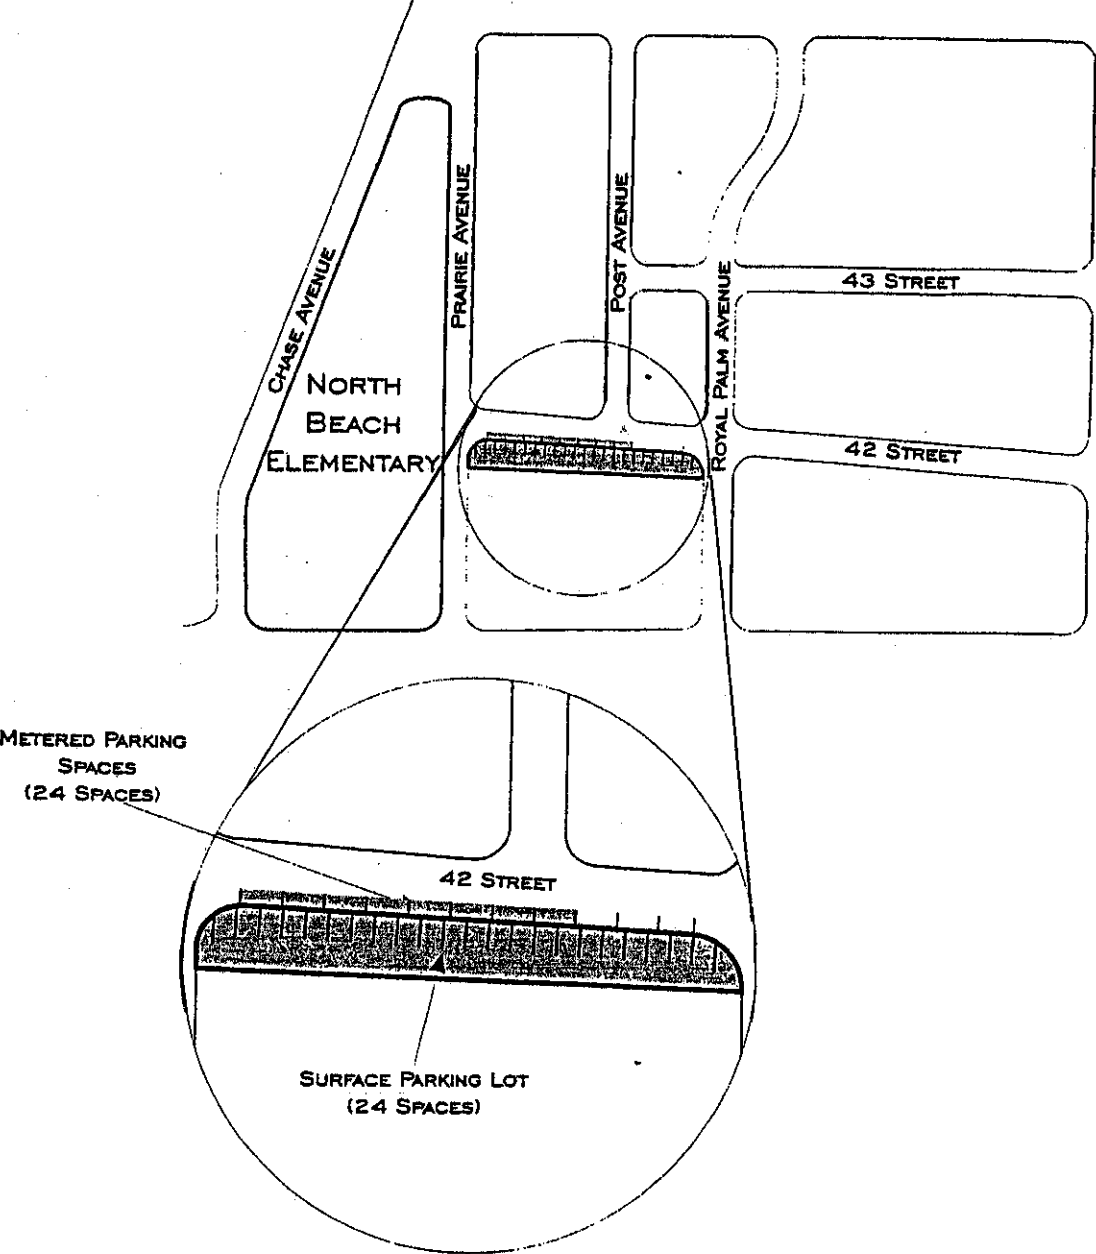 CHASE AVENUE
PRAIRIE AVENUE
POST AVENUE
ROYAL PALM AVENUE
43 STREET
NORTH
BEACH
ELEMENTARY
42 STREET
METERED PARKING
SPACES
(24 SPACES)
42 STREET
SURFACE PARKING LOT
(24 SPACES)